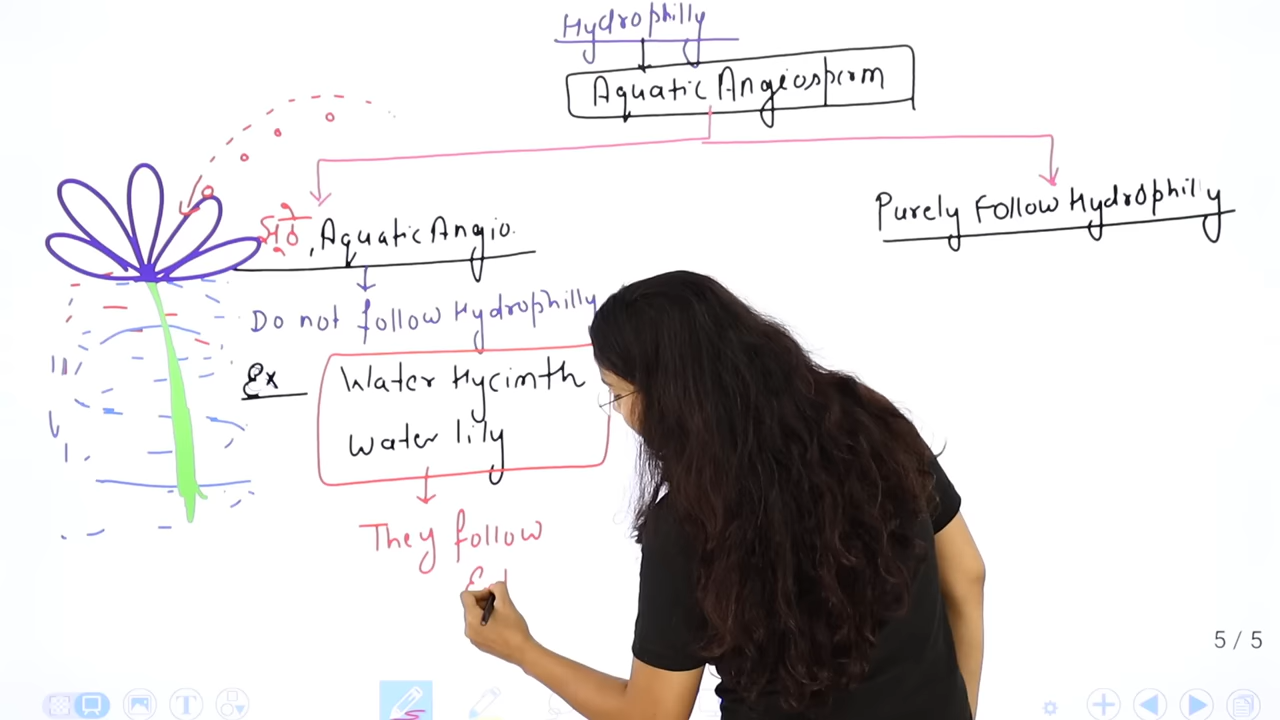 Hydrophilly
Aquatic Angiosperm
Aquatic Angio.
Purely Follow Hydrophilly
Do not follow Hydrophilly
Ex
Water Hycinth
Water lily
They follow
5 / 5